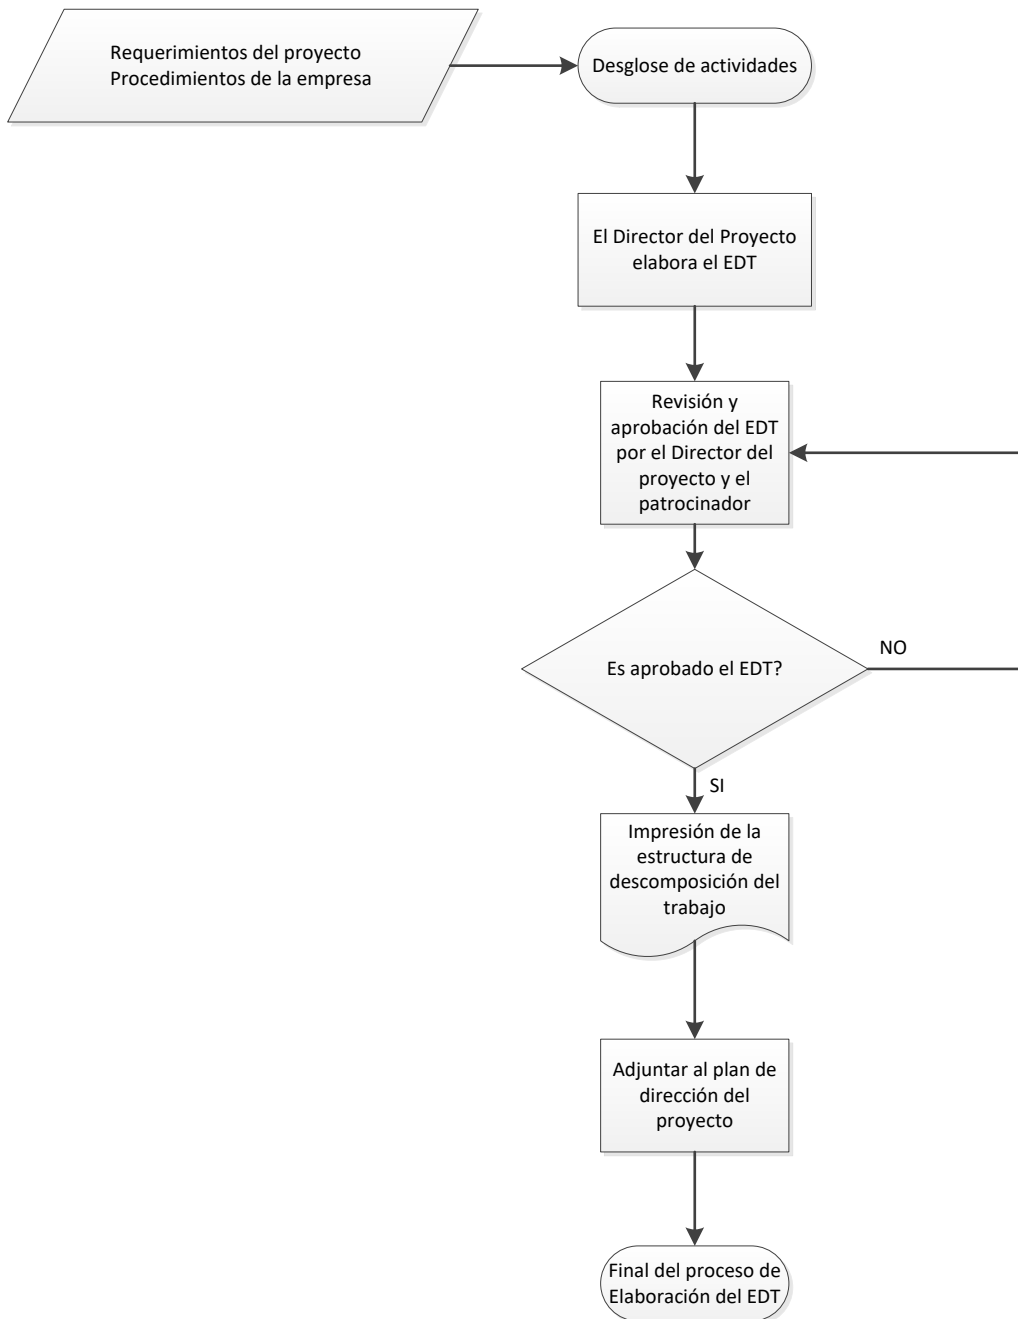 Requerimientos del proyecto
Procedimientos de la empresa
Desglose de actividades
El Director del Proyecto
elabora el EDT
Revisión y
aprobación del EDT
por el Director del
proyecto y el
patrocinador
Es aprobado el EDT?
NO
SI
Impresión de la
estructura de
descomposición del
trabajo
Adjuntar al plan de
dirección del
proyecto
Final del proceso de
Elaboración del EDT